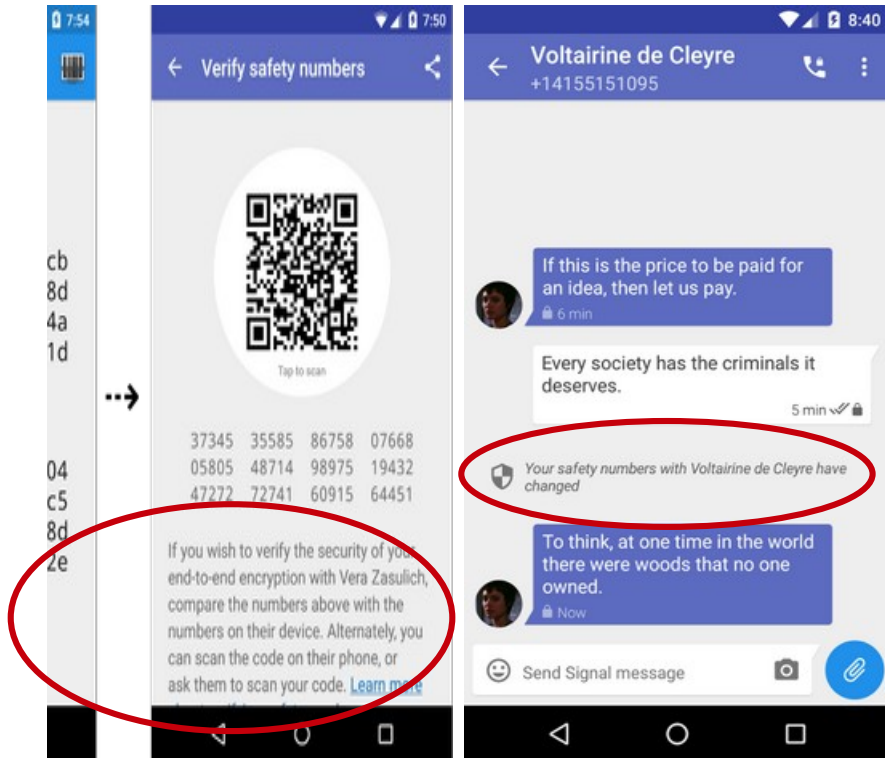 7:54
cb
8d
4a
1d
04
c5
8d
2e
7:50
Verify safety numbers
Tap to scan
37345 35585 86758 07668
05805 48714 98975 19432
47272 72741 60915 64451
If you wish to verify the security of your
end-to-end encryption with Vera Zasulich,
compare the numbers above with the
numbers on their device. Alternately, you
can scan the code on their phone, or
ask them to scan your code. Learn more
8:40
Voltairine de Cleyre
+14155151095
If this is the price to be paid for
an idea, then let us pay.
6 min
Every society has the criminals it
deserves.
5 min
Your safety numbers with Voltairine de Cleyre have
changed
To think, at one time in the world
there were woods that no one
owned.
Now
Send Signal message